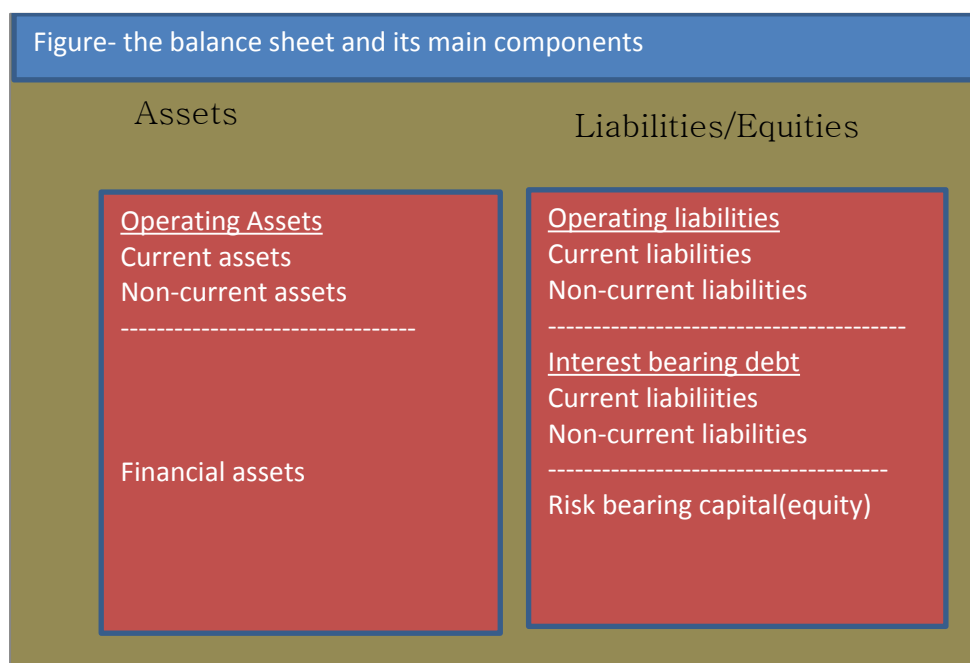 Figure- the balance sheet and its main components
Assets
Liabilities/Equities
Operating Assets
Current assets
Non-current assets
---------------------------------
Financial assets
Operating liabilities
Current liabilities
Non-current liabilities
----------------------------------------
Interest bearing debt
Current liabiliities
Non-current liabilities
--------------------------------------
Risk bearing capital(equity)